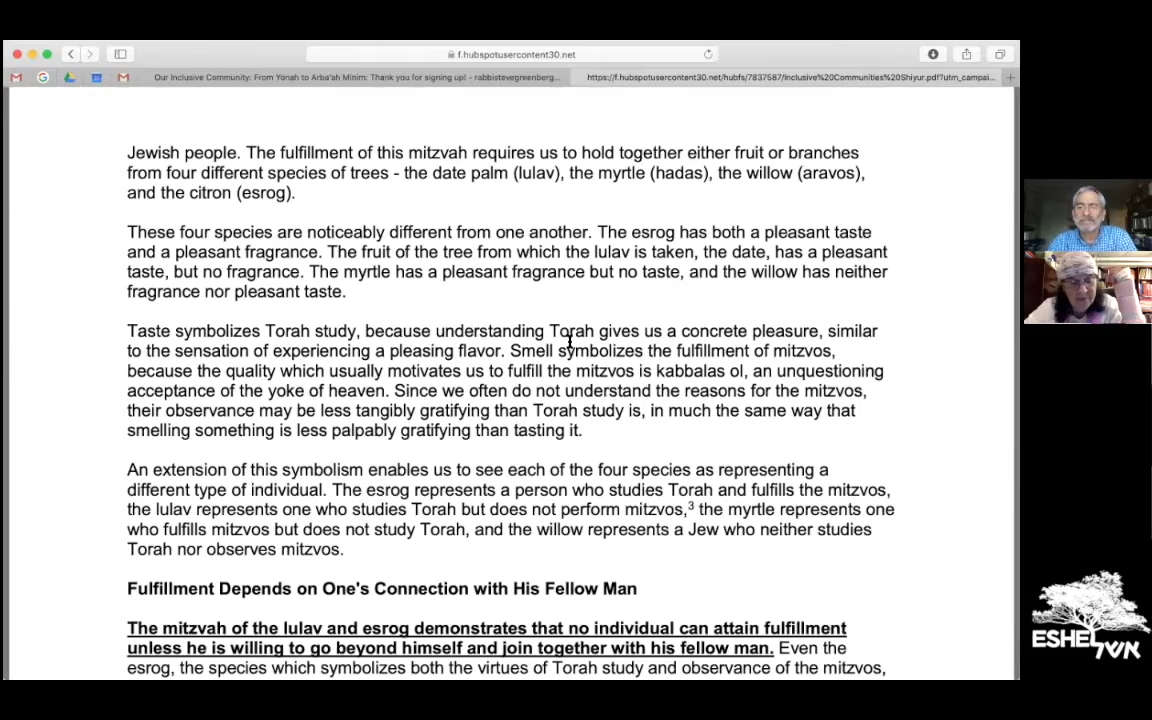 f.hubspotusercontent30.net
Our Inclusive Community: From Yonah to Arba'ah Minim: Thank you for signing up! - rabbistevegreenberg...
https://f.hubspotusercontent30.net/hubfs/7837587/Inclusive%20Communities%20Shiyur.pdf?utm_campai...
Jewish people. The fulfillment of this mitzvah requires us to hold together either fruit or branches
from four different species of trees - the date palm (lulav), the myrtle (hadas), the willow (aravos),
and the citron (esrog).
These four species are noticeably different from one another. The esrog has both a pleasant taste
and a pleasant fragrance. The fruit of the tree from which the lulav is taken, the date, has a pleasant
taste, but no fragrance. The myrtle has a pleasant fragrance but no taste, and the willow has neither
fragrance nor pleasant taste.
Taste symbolizes Torah study, because understanding Torah gives us a concrete pleasure, similar
to the sensation of experiencing a pleasing flavor. Smell symbolizes the fulfillment of mitzvos,
because the quality which usually motivates us to fulfill the mitzvos is kabbalas ol, an unquestioning
acceptance of the yoke of heaven. Since we often do not understand the reasons for the mitzvos,
their observance may be less tangibly gratifying than Torah study is, in much the same way that
smelling something is less palpably gratifying than tasting it.
An extension of this symbolism enables us to see each of the four species as representing a
different type of individual. The esrog represents a person who studies Torah and fulfills the mitzvos,
the lulav represents one who studies Torah but does not perform mitzvos,³ the myrtle represents one
who fulfills mitzvos but does not study Torah, and the willow represents a Jew who neither studies
Torah nor observes mitzvos.
Fulfillment Depends on One's Connection with His Fellow Man
The mitzvah of the lulav and esrog demonstrates that no individual can attain fulfillment
unless he is willing to go beyond himself and join together with his fellow man. Even the
esrog, the species which symbolizes both the virtues of Torah study and observance of the mitzvos,
ESHEL אשל